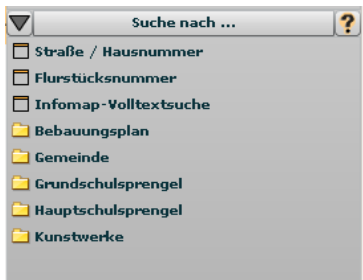 Suche nach ... ?
Straße / Hausnummer
Flurstücksnummer
Infomap-Volltextsuche
Bebauungsplan
Gemeinde
Grundschulsprengel
Hauptschulsprengel
Kunstwerke